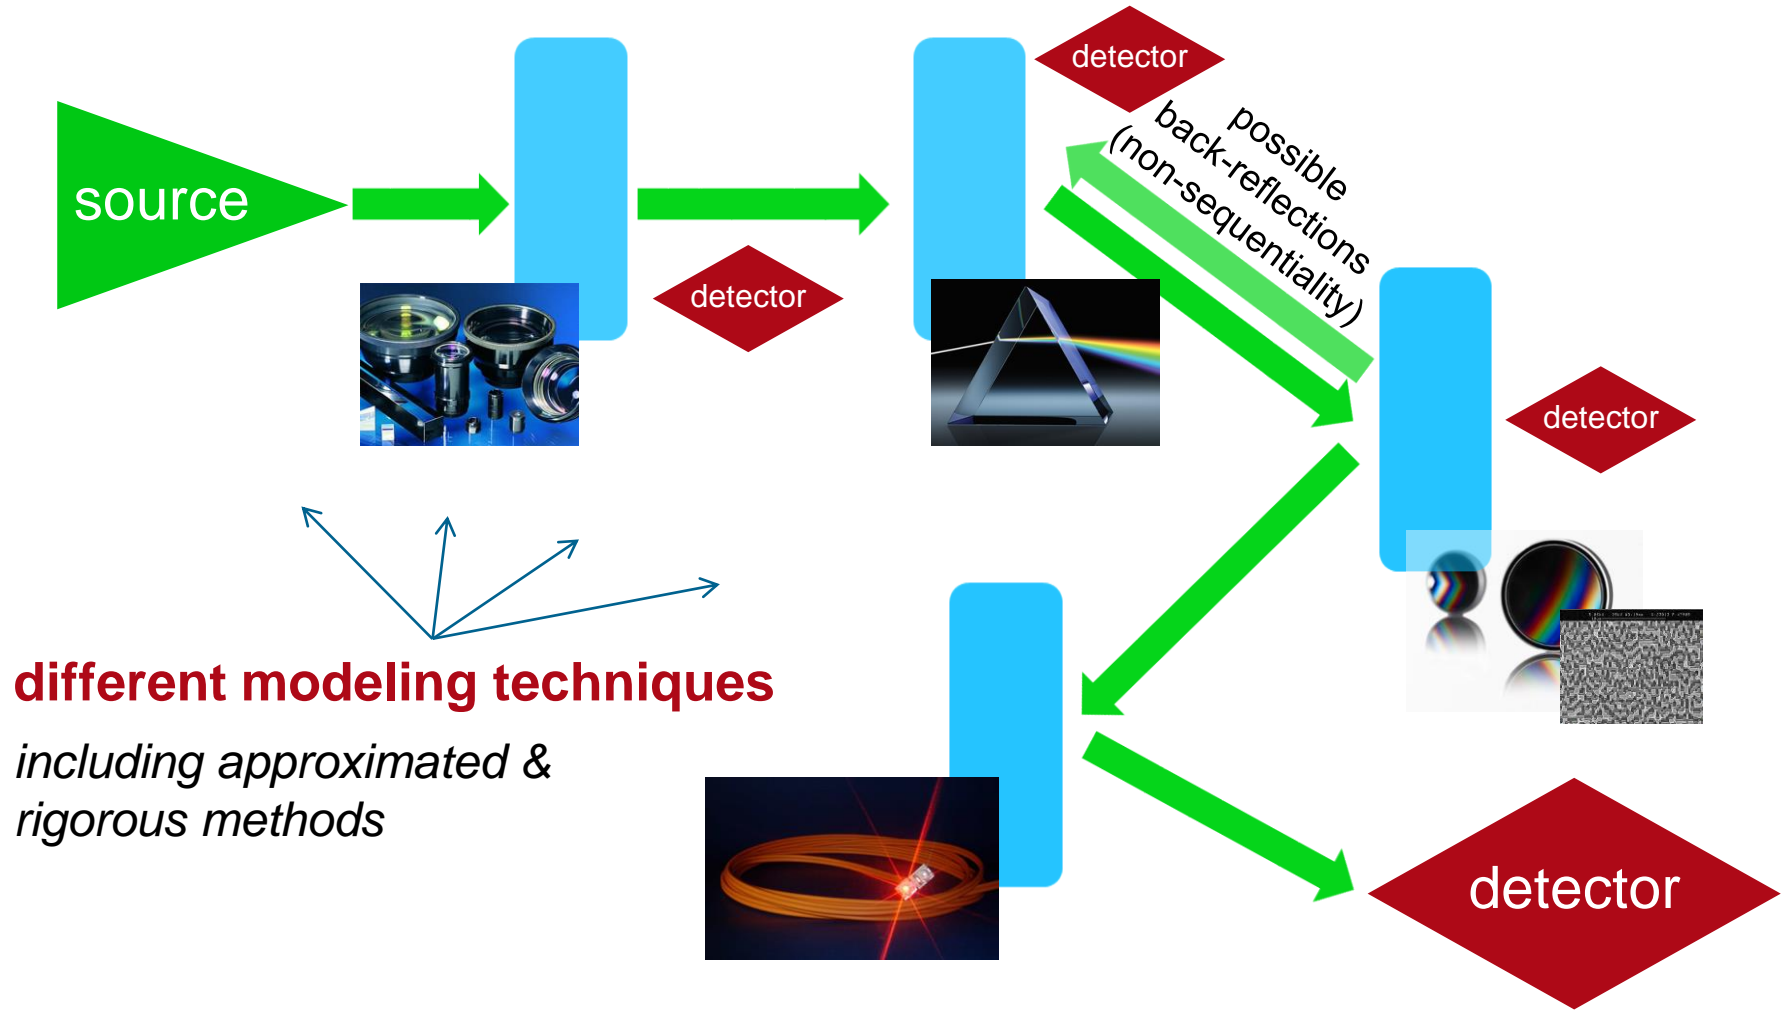 detector
possible
back-reflections
(non-sequentiality)
source
detector
detector
different modeling techniques
including approximated &
rigorous methods
detector